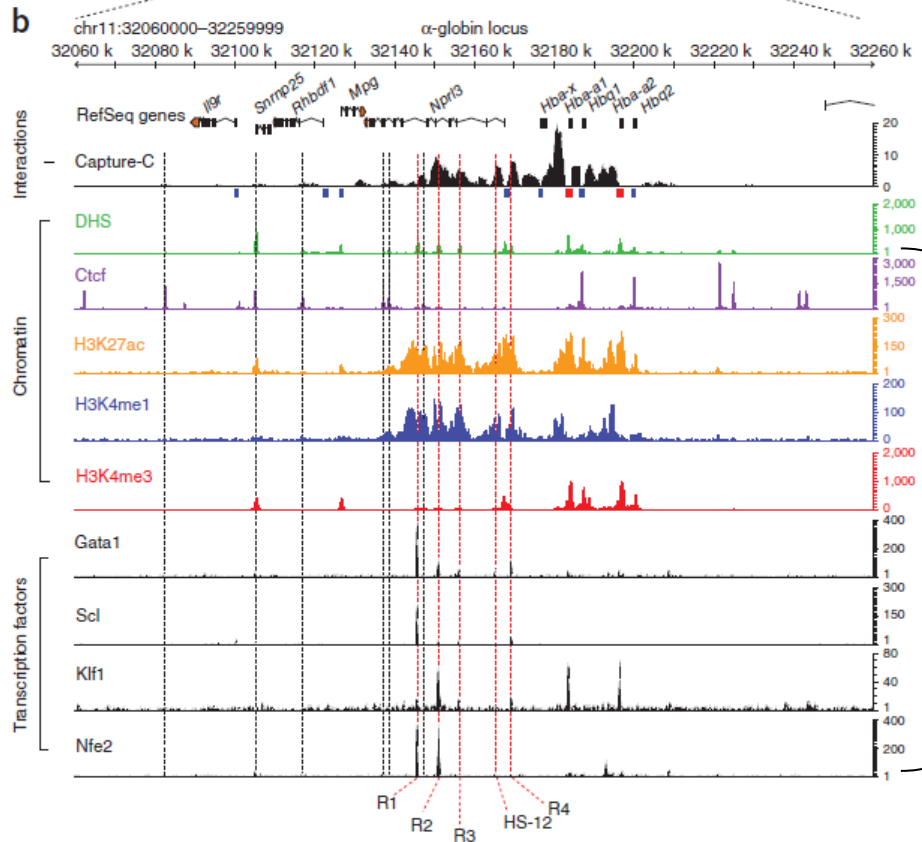 b
chr11:32060000–32259999 α-globin locus
32060 k 32080 k 32100 k 32120 k 32140 k 32160 k 32180 k 32200 k 32220 k 32240 k 32260 k
RefSeq genes
Il9r
Snrnp25
Rhbdf1
Mpg
Nprl3
Hba-x
Hba-a1
Hbq1
Hba-a2
Hbq2
Interactions
Capture-C
20
10
0
Chromatin
DHS
2,000
1,000
1
Ctcf
3,000
1,500
1
H3K27ac
300
150
1
H3K4me1
200
100
0
H3K4me3
2,000
1,000
1
Transcription factors
Gata1
400
200
1
Scl
300
150
1
Klf1
80
40
1
Nfe2
400
200
1
R1
R2
R3
HS-12
R4